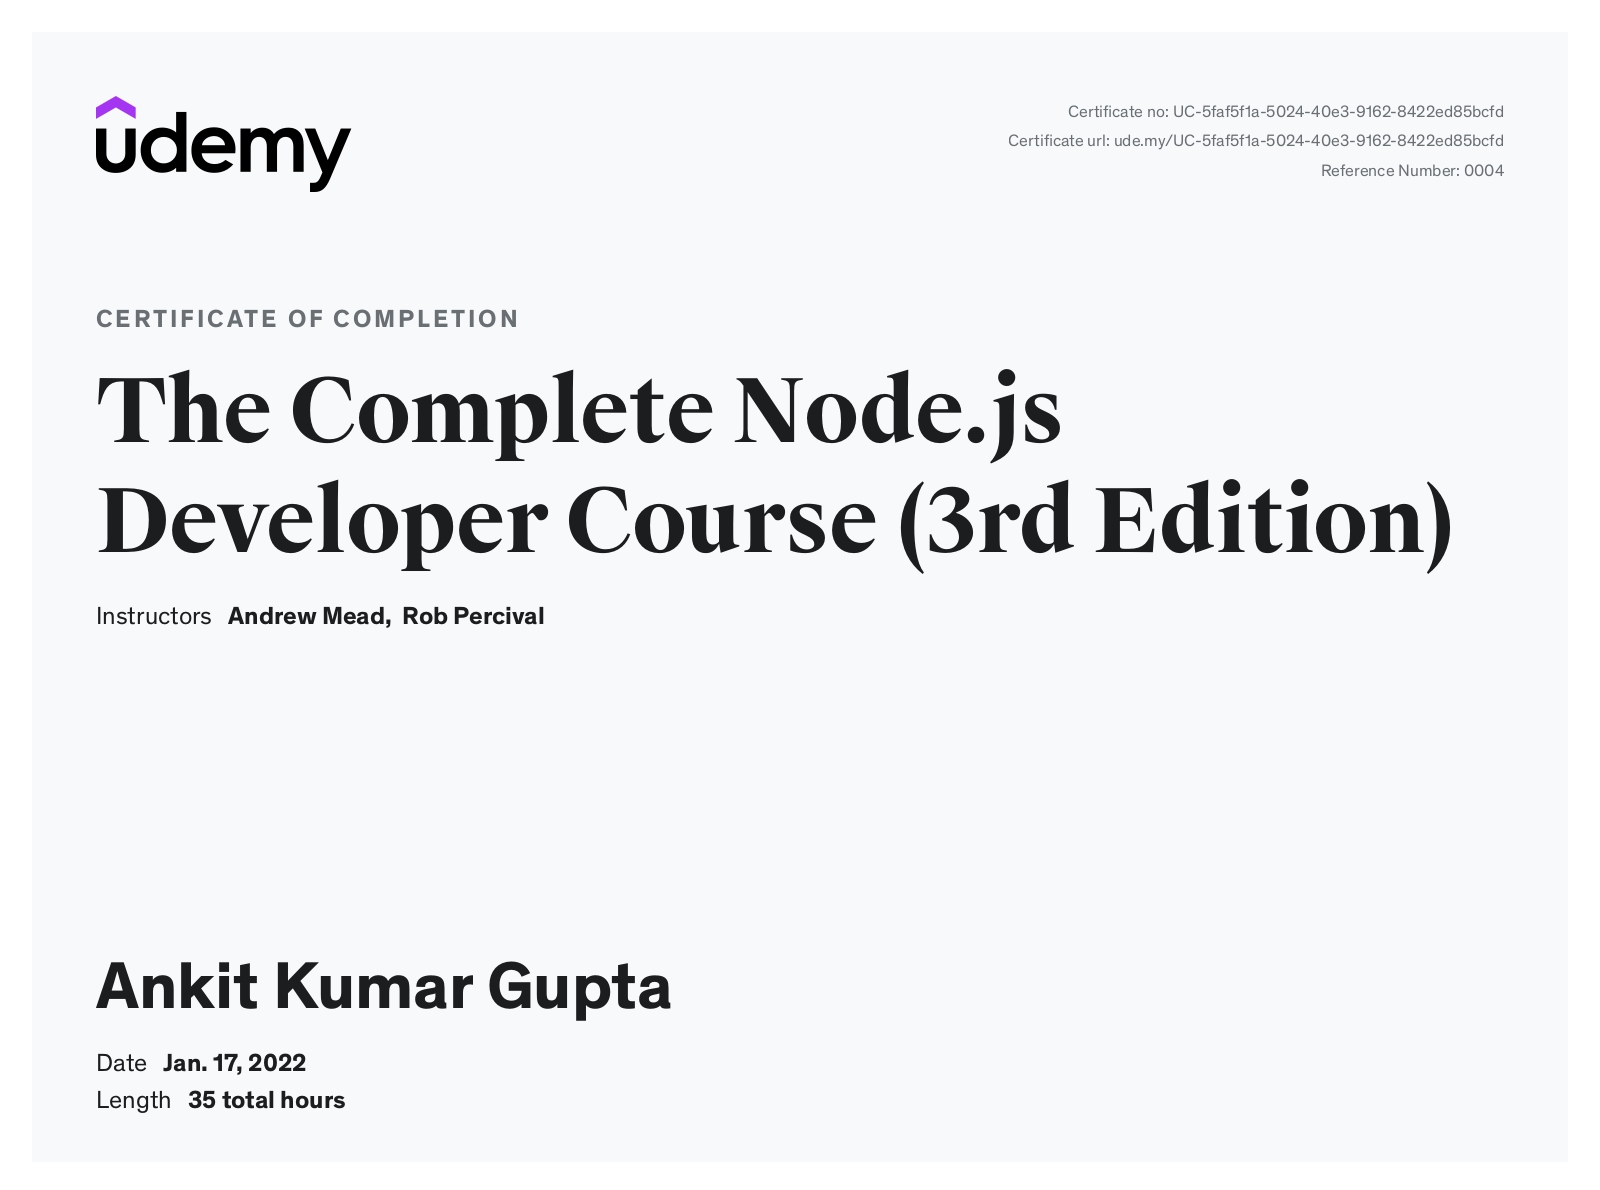 udemy
Certificate no: UC-5faf5f1a-5024-40e3-9162-8422ed85bcfd
Certificate url: ude.my/UC-5faf5f1a-5024-40e3-9162-8422ed85bcfd
Reference Number: 0004
CERTIFICATE OF COMPLETION
The Complete Node.js
Developer Course (3rd Edition)
Instructors Andrew Mead, Rob Percival
Ankit Kumar Gupta
Date Jan. 17, 2022
Length 35 total hours